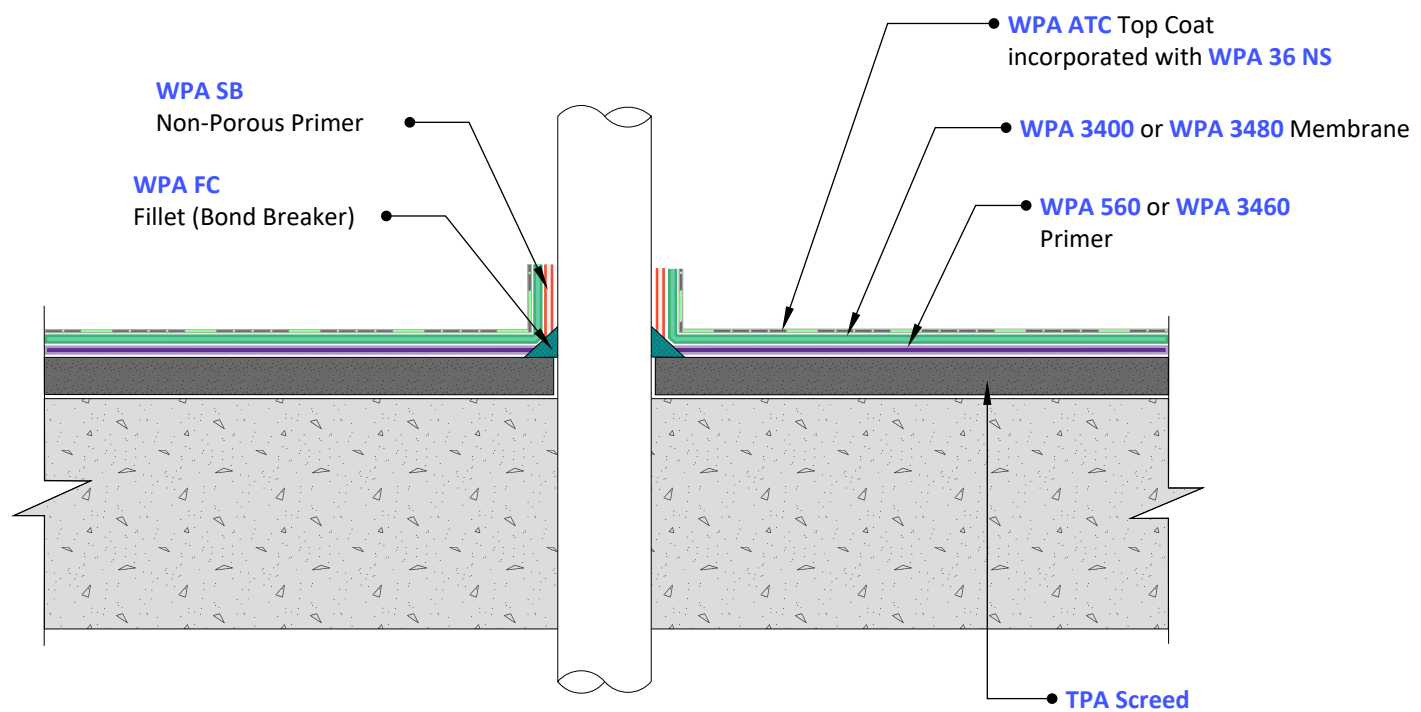 WPA ATC Top Coat
incorporated with WPA 36 NS
WPA SB
Non-Porous Primer
WPA 3400 or WPA 3480 Membrane
WPA FC
Fillet (Bond Breaker)
WPA 560 or WPA 3460
Primer
TPA Screed